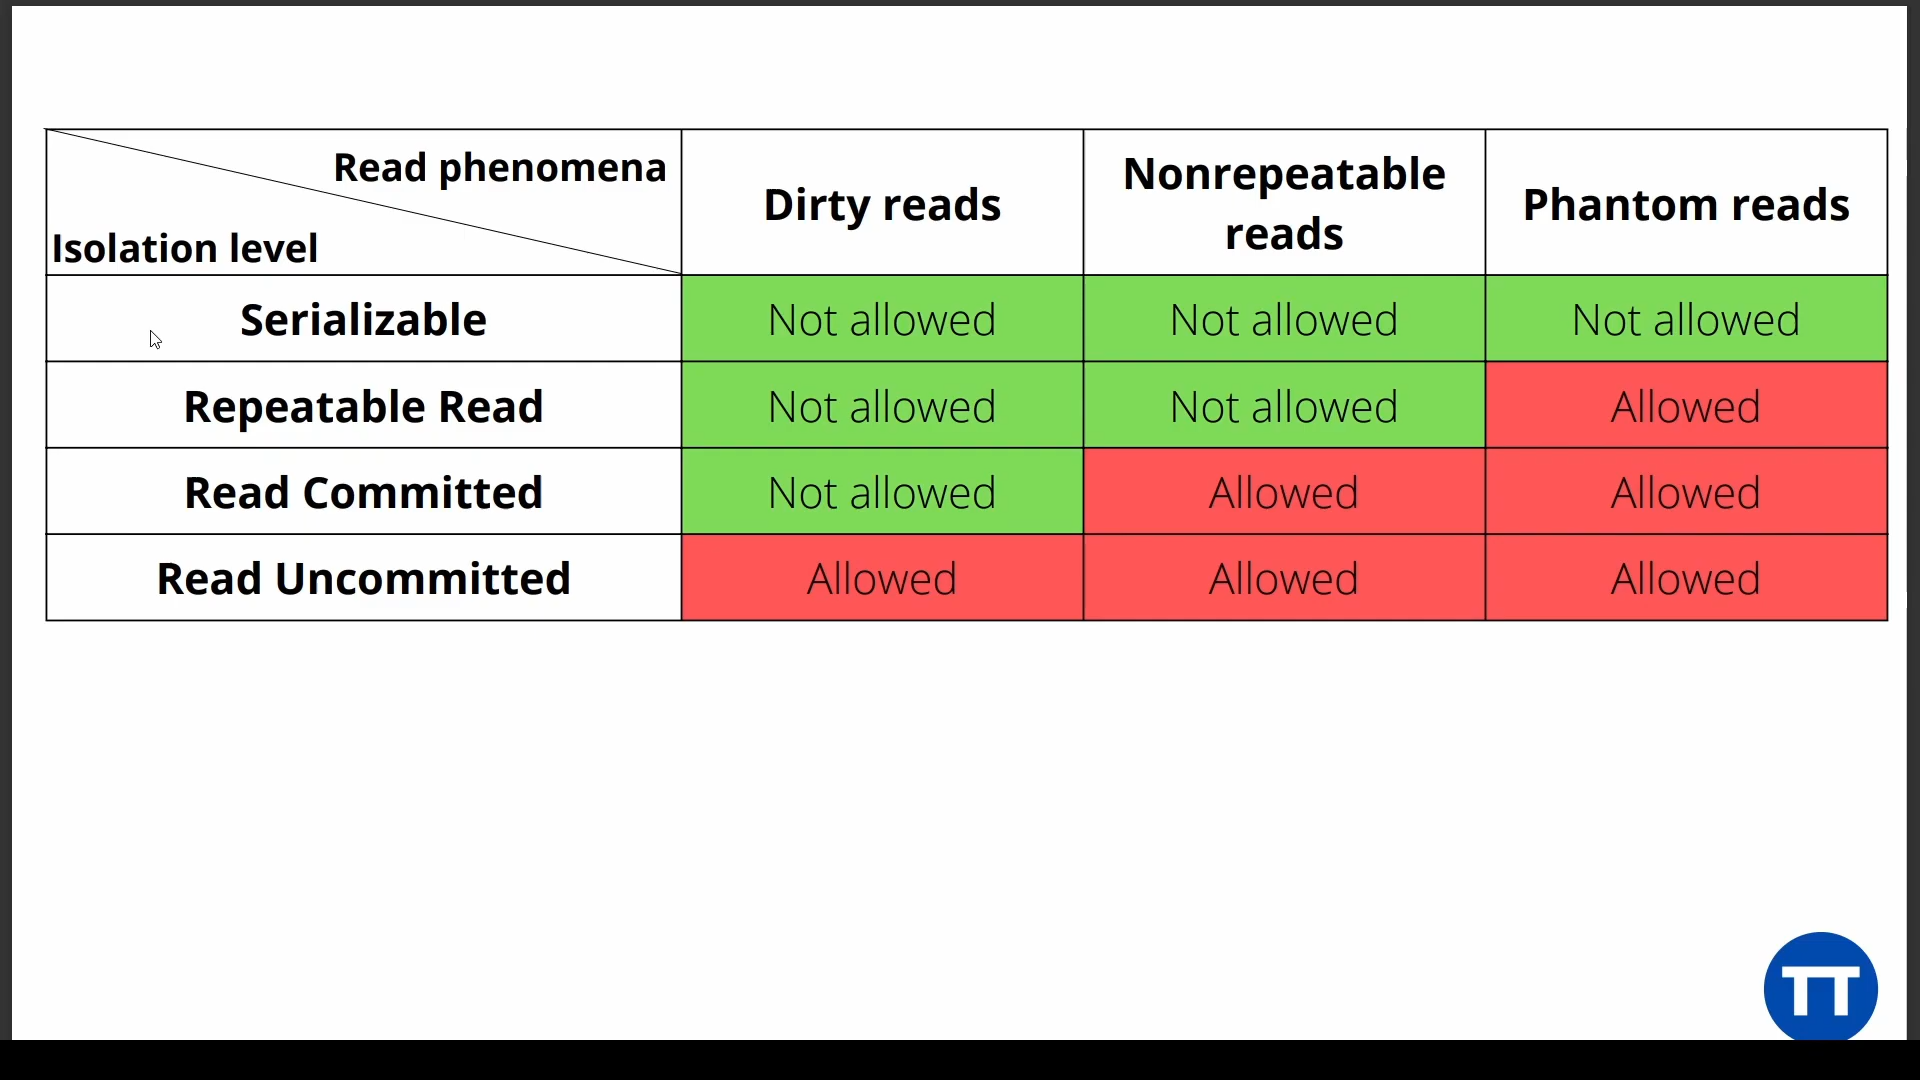 Read phenomena
Isolation level
Dirty reads
Nonrepeatable
reads
Phantom reads
Serializable
Not allowed
Not allowed
Not allowed
Repeatable Read
Not allowed
Not allowed
Allowed
Read Committed
Not allowed
Allowed
Allowed
Read Uncommitted
Allowed
Allowed
Allowed
TT